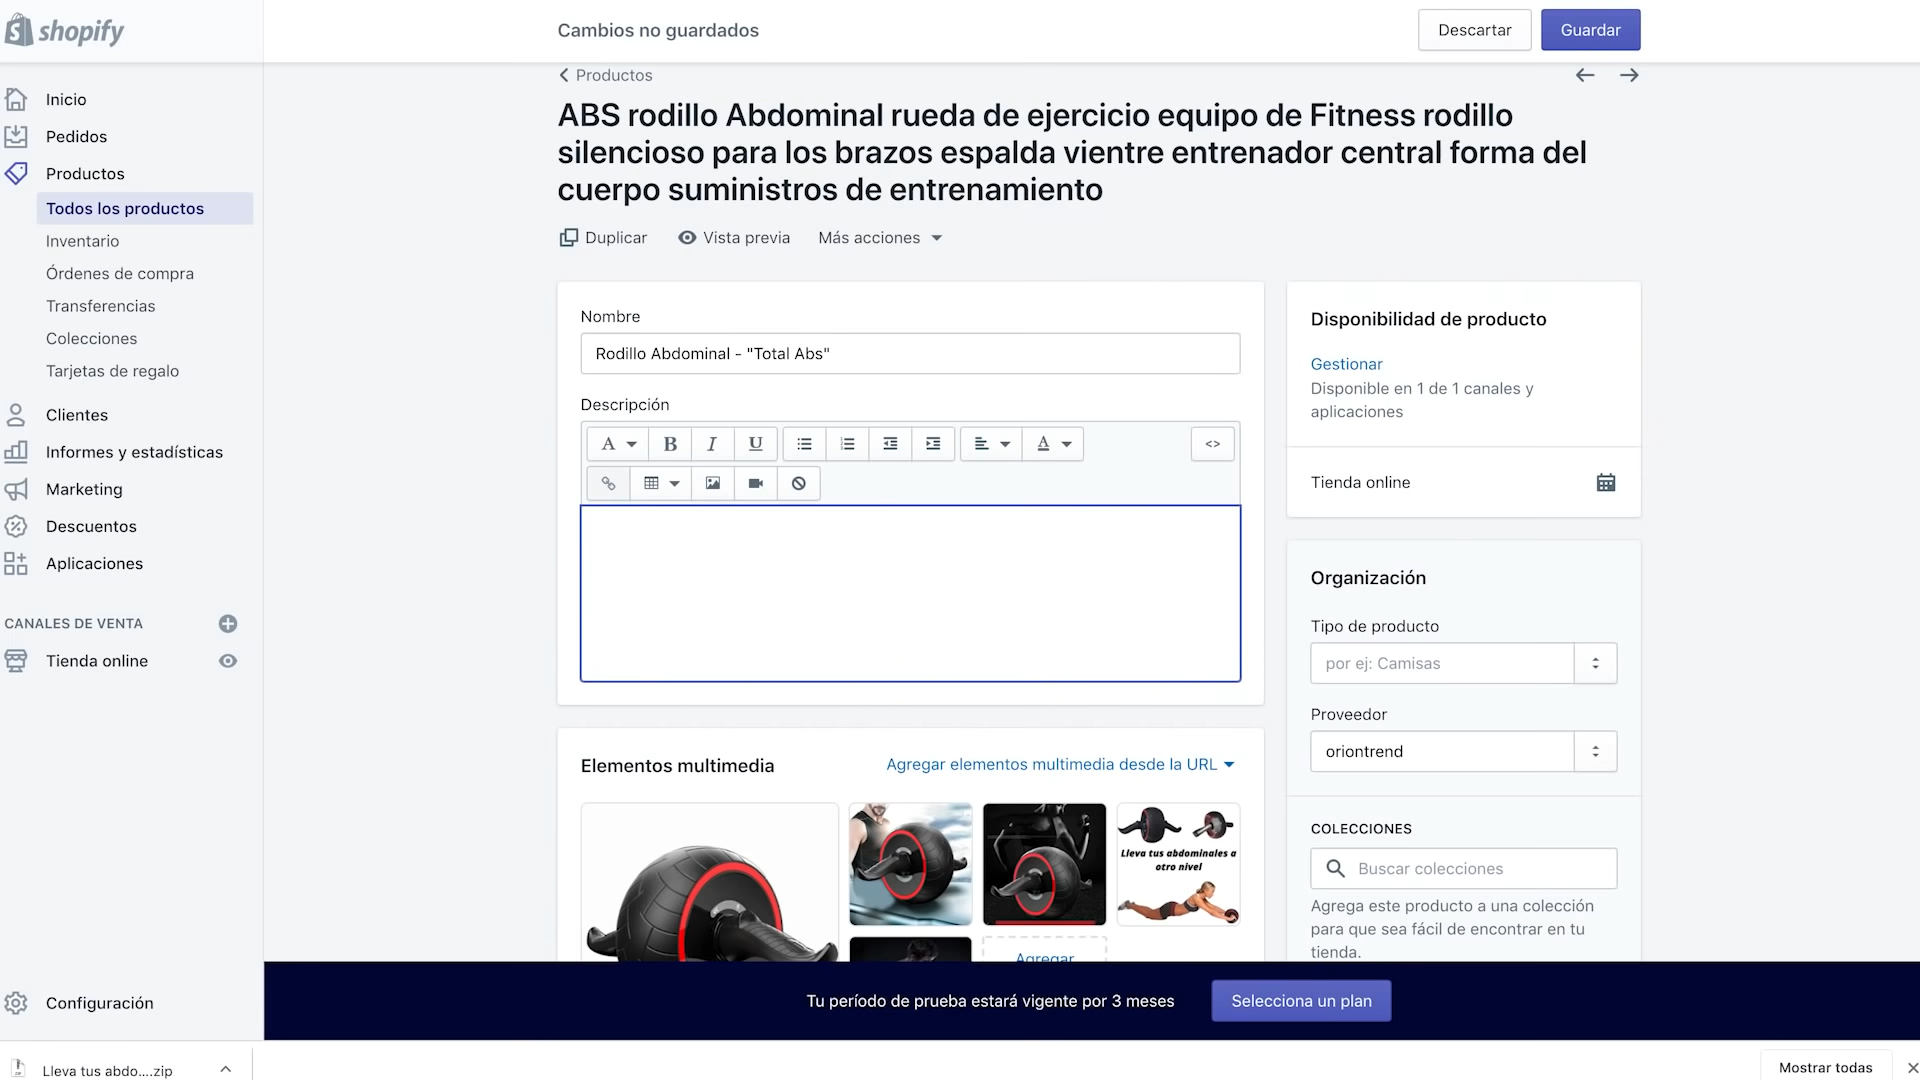 shopify
Cambios no guardados
Descartar
Guardar
Inicio
Pedidos
Productos
Todos los productos
Inventario
Órdenes de compra
Transferencias
Colecciones
Tarjetas de regalo
Clientes
Informes y estadísticas
Marketing
Descuentos
Aplicaciones
CANALES DE VENTA
Tienda online
Configuración
Productos
ABS rodillo Abdominal rueda de ejercicio equipo de Fitness rodillo
silencioso para los brazos espalda vientre entrenador central forma del
cuerpo suministros de entrenamiento
Duplicar
Vista previa
Más acciones
Nombre
Rodillo Abdominal - "Total Abs"
Descripción
A
B
I
U
A
<>
Elementos multimedia
Agregar elementos multimedia desde la URL
Lleva tus abdominales a
otro nivel
Agregar
Disponibilidad de producto
Gestionar
Disponible en 1 de 1 canales y
aplicaciones
Tienda online
Organización
Tipo de producto
por ej: Camisas
Proveedor
oriontrend
COLECCIONES
Buscar colecciones
Agrega este producto a una colección
para que sea fácil de encontrar en tu
tienda.
Tu período de prueba estará vigente por 3 meses
Selecciona un plan
Lleva tus abdo....zip
Mostrar todas